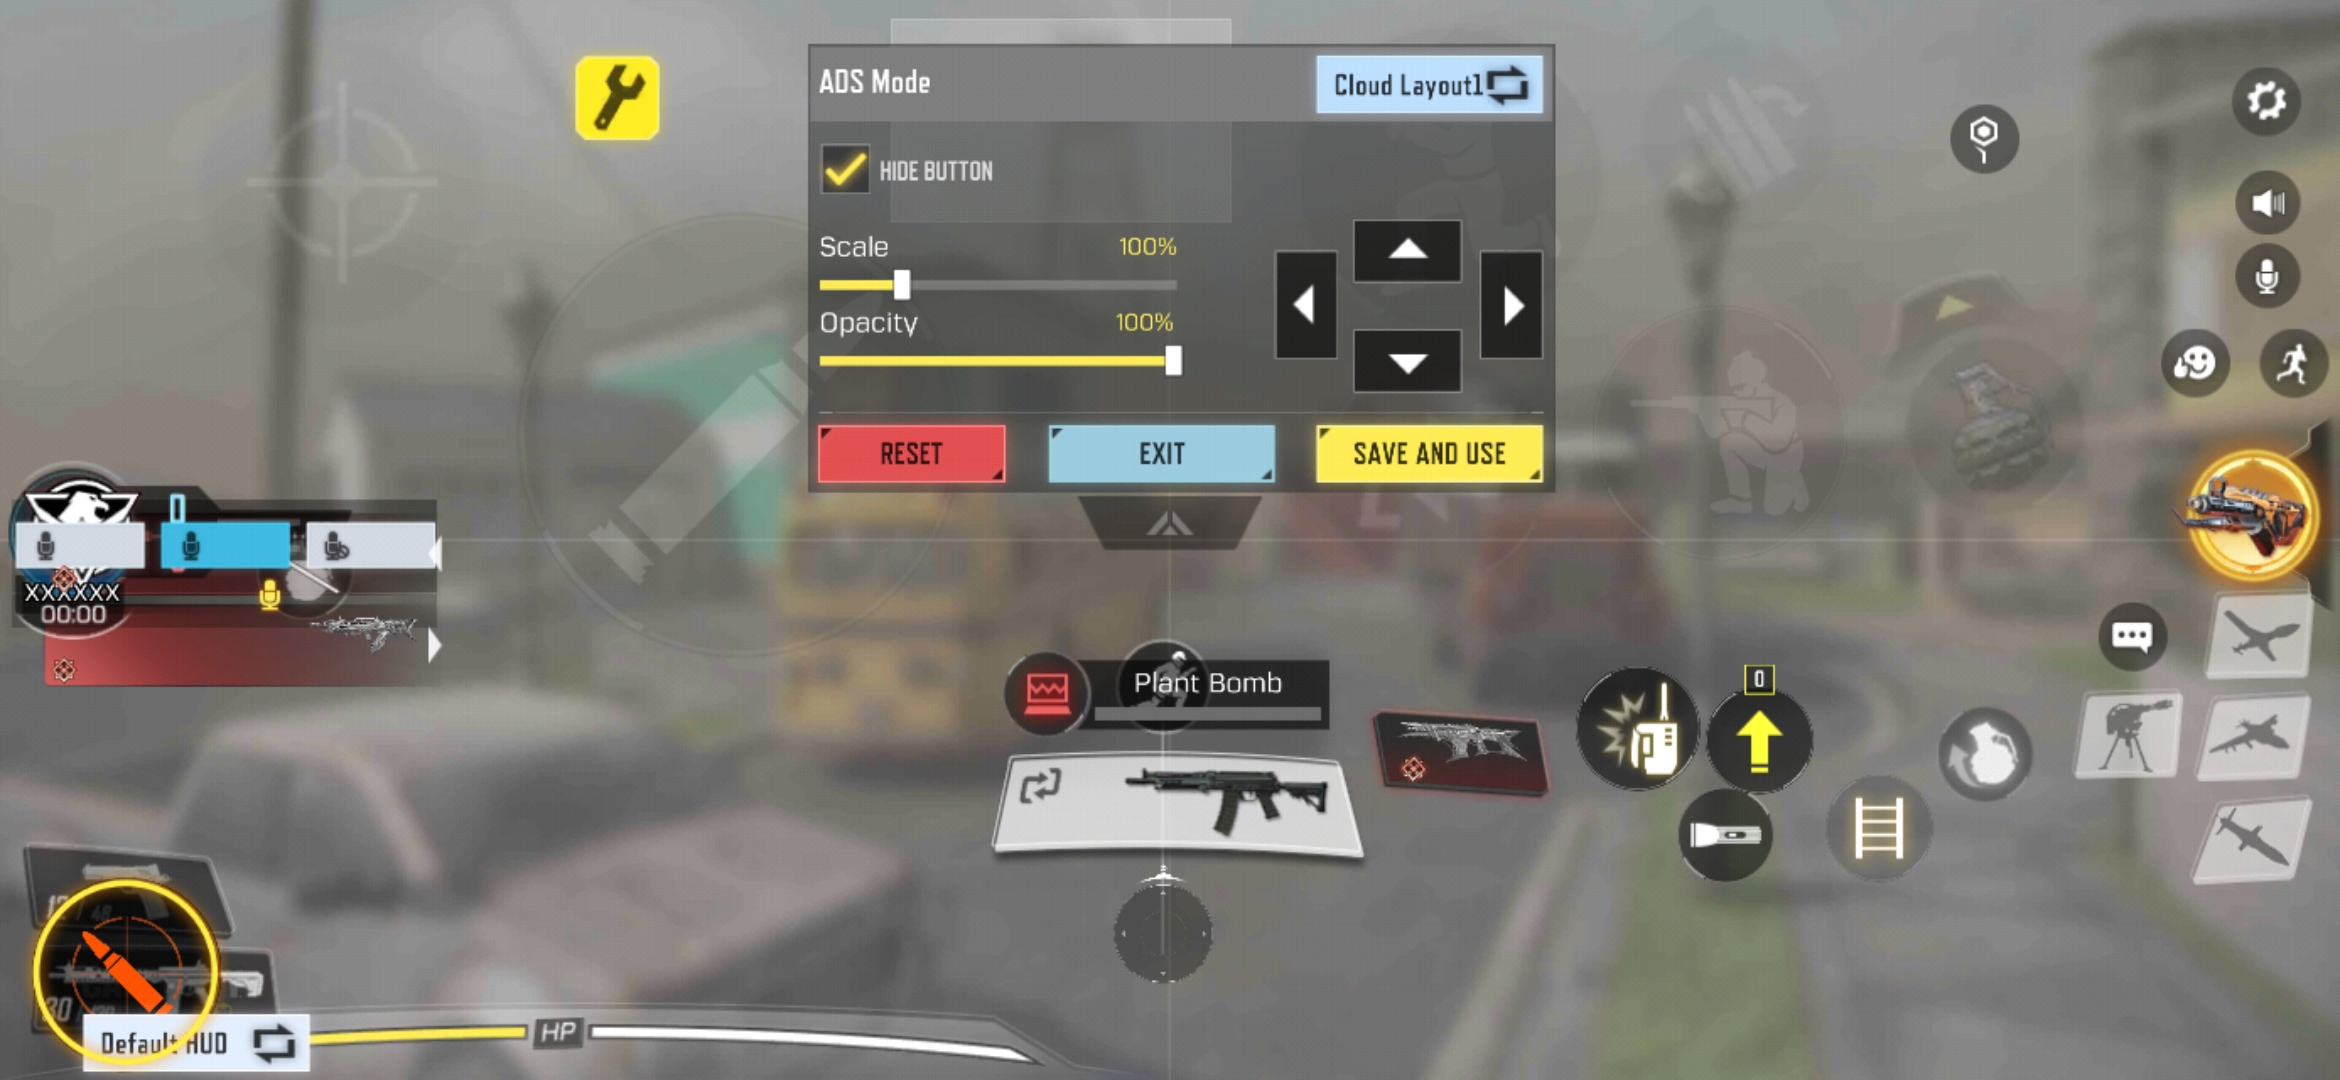 ADS Mode
Cloud Layout1
HIDE BUTTON
Scale
100%
Opacity
100%
RESET
EXIT
SAVE AND USE
0
XXXXXX
00:00
Plant Bomb
0
Default HUD
HP